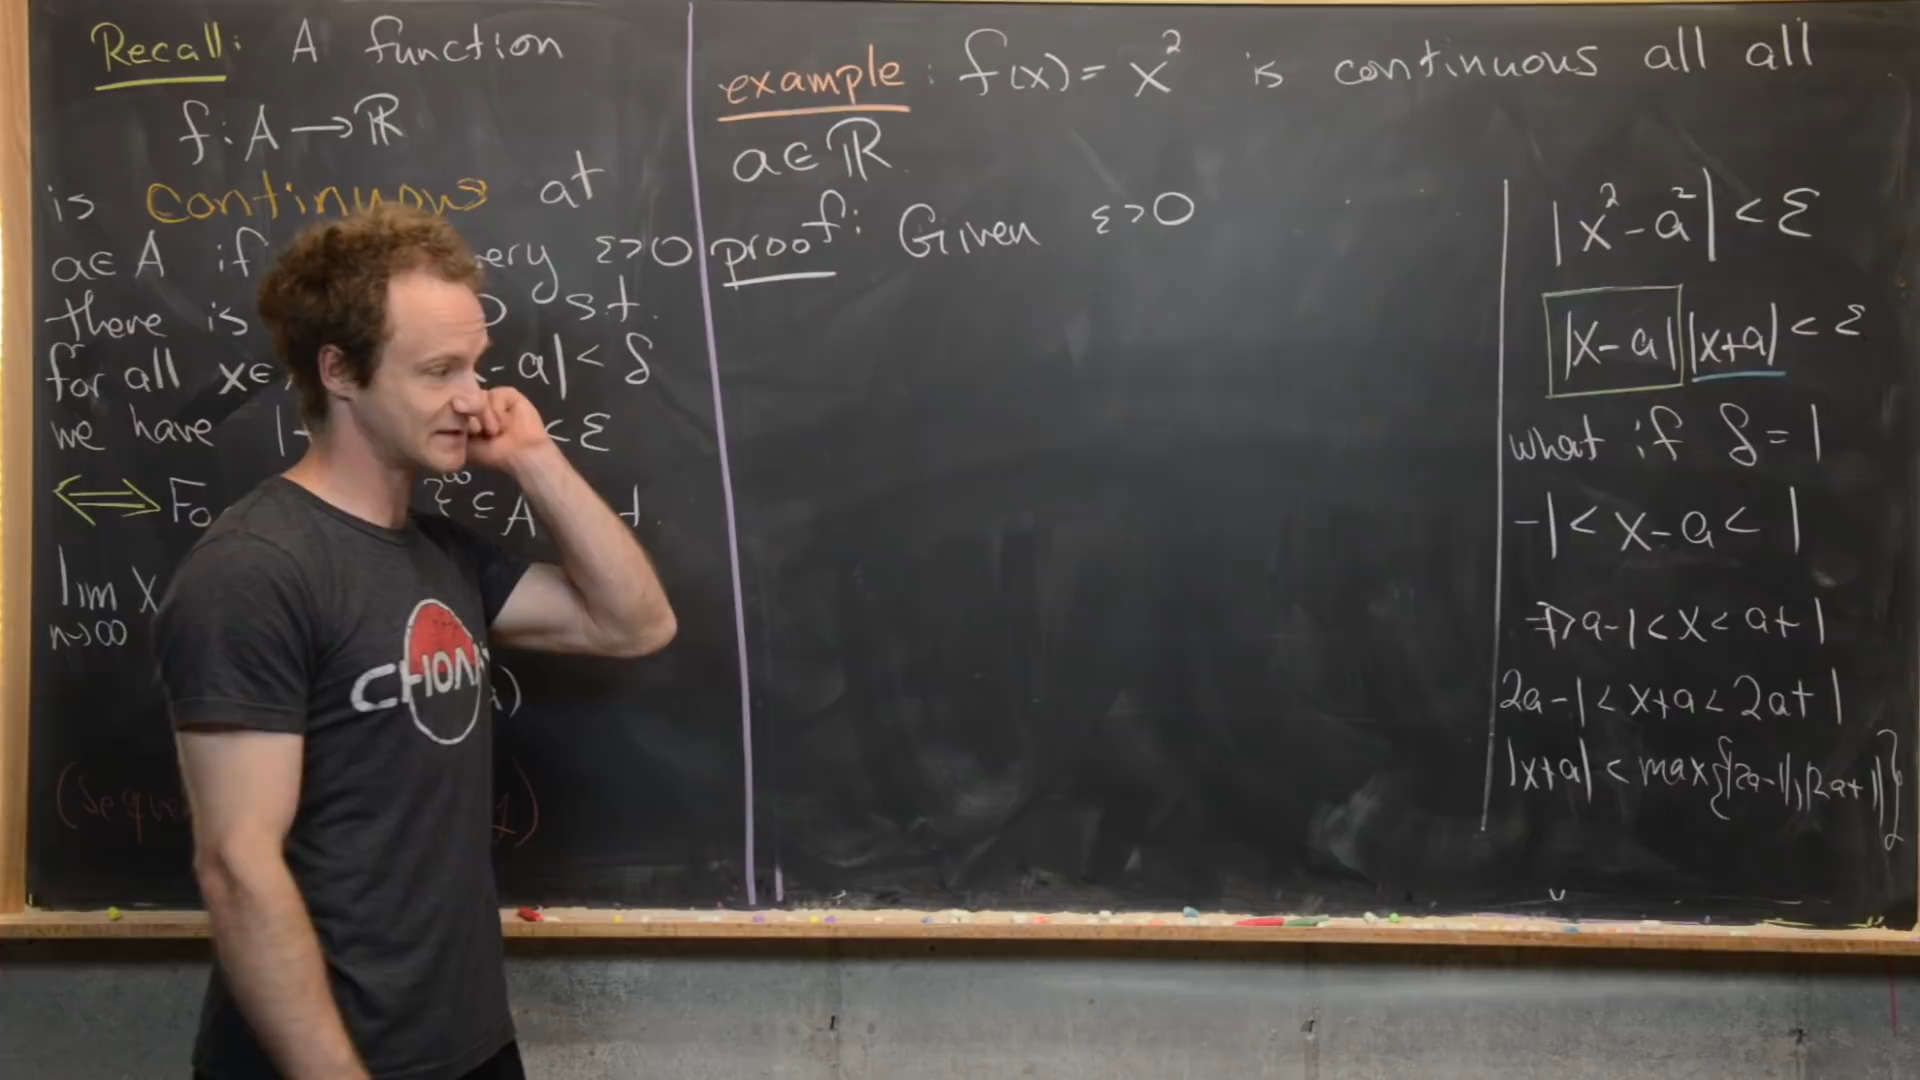 Recall: A function
f: A → ℝ
is continuous at
a ∈ A if ery ε>0
there is s.t.
for all x∈ - a| < δ
we have |f < ε
⟺ Fo }^∞ ⊆ A
lim x
n→∞
example: f(x) = x² is continuous all all
a ∈ ℝ.
proof: Given ε>0
|x² - a²| < ε
|x-a| |x+a| < ε
what if δ = 1
-1 < x-a < 1
⇒ a-1 < x < a+1
2a-1 < x+a < 2a+1
|x+a| < max{|2a-1|, |2a+1|}